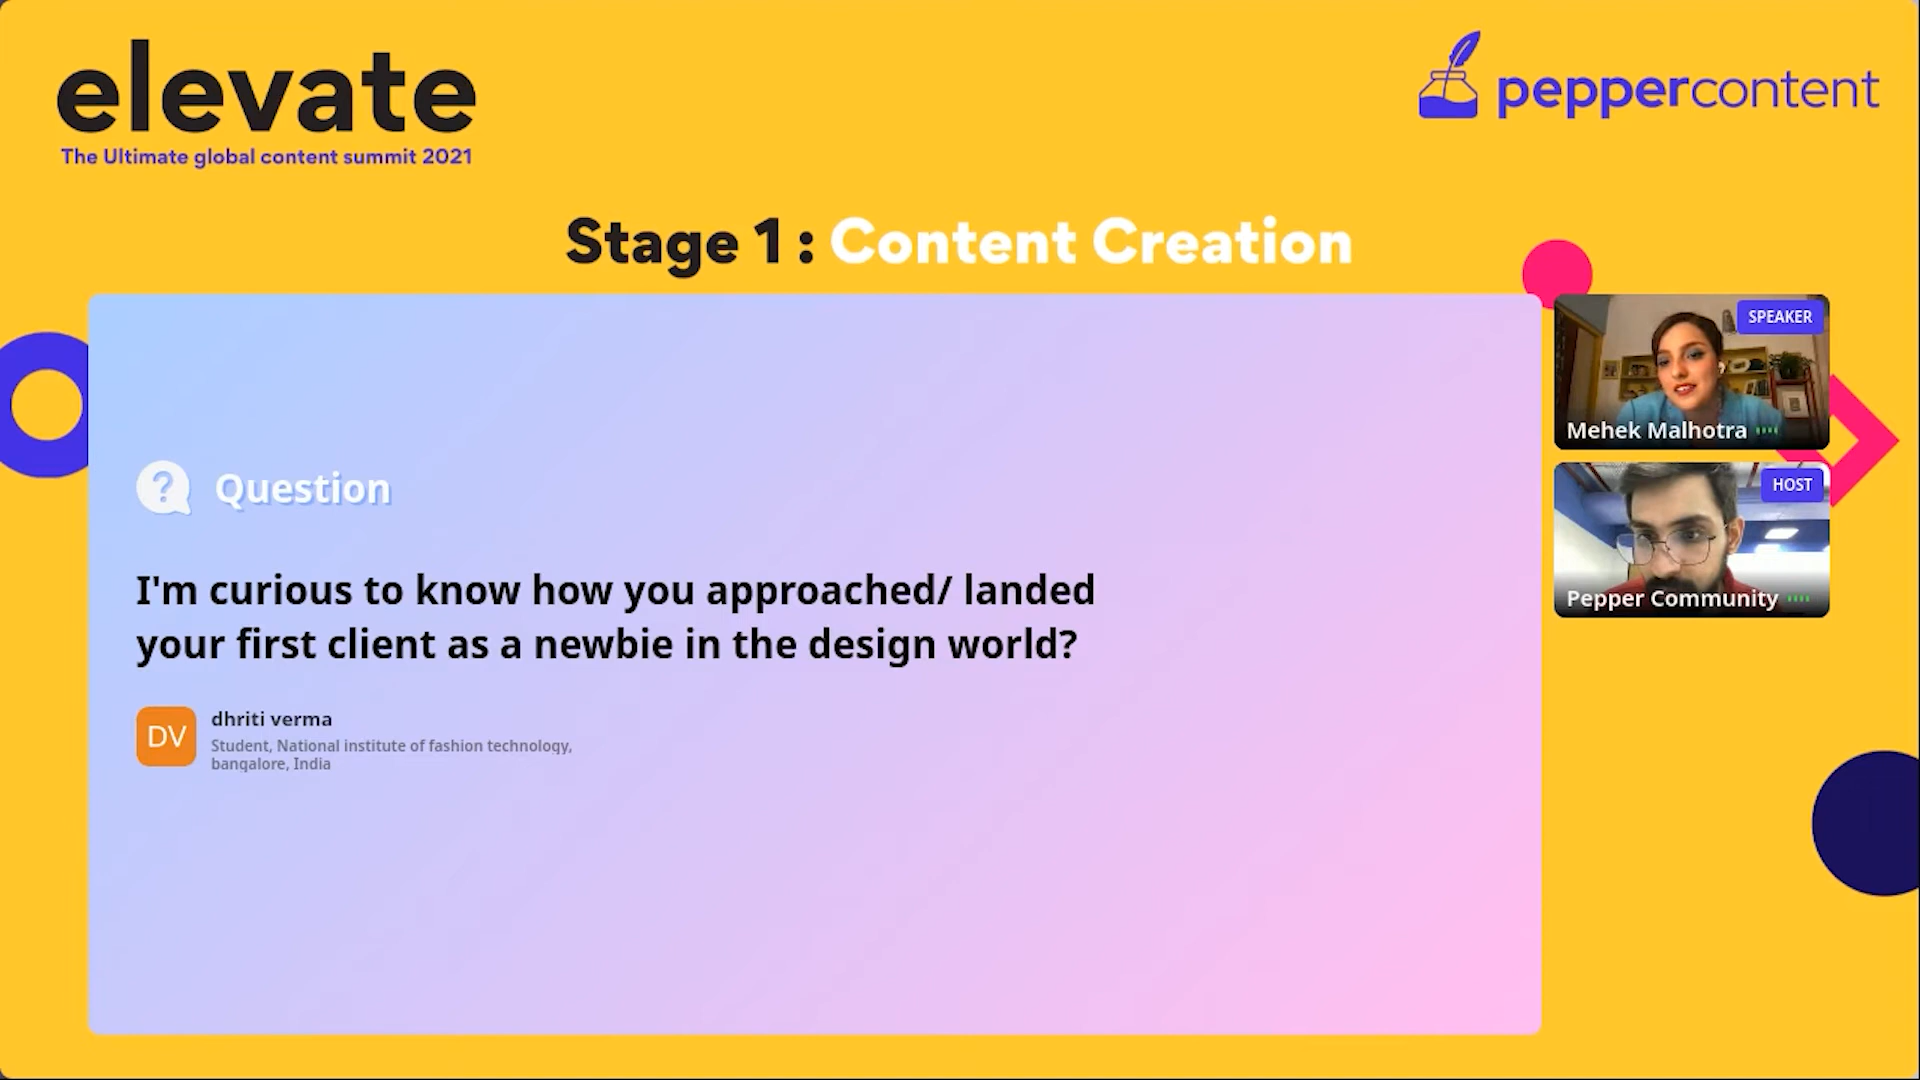 elevate
The Ultimate global content summit 2021
peppercontent
Stage 1 : Content Creation
SPEAKER
Mehek Malhotra
HOST
Pepper Community
? Question
I'm curious to know how you approached/ landed
your first client as a newbie in the design world?
DV
dhriti verma
Student, National institute of fashion technology,
bangalore, India